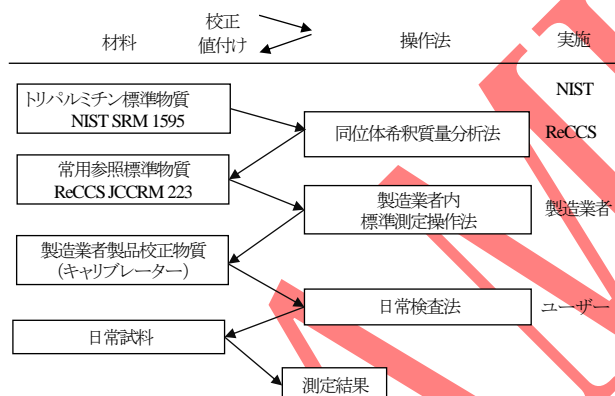 校正
材料
値付け
操作法
実施
NIST
トリパルミチン標準物質
NIST SRM 1595
同位体希釈質量分析法
ReCCS
常用参照標準物質
ReCCS JCCRM 223
製造業者内
標準測定操作法
製造業者
製造業者製品校正物質
(キャリブレーター)
日常検査法
ユーザー
日常試料
測定結果